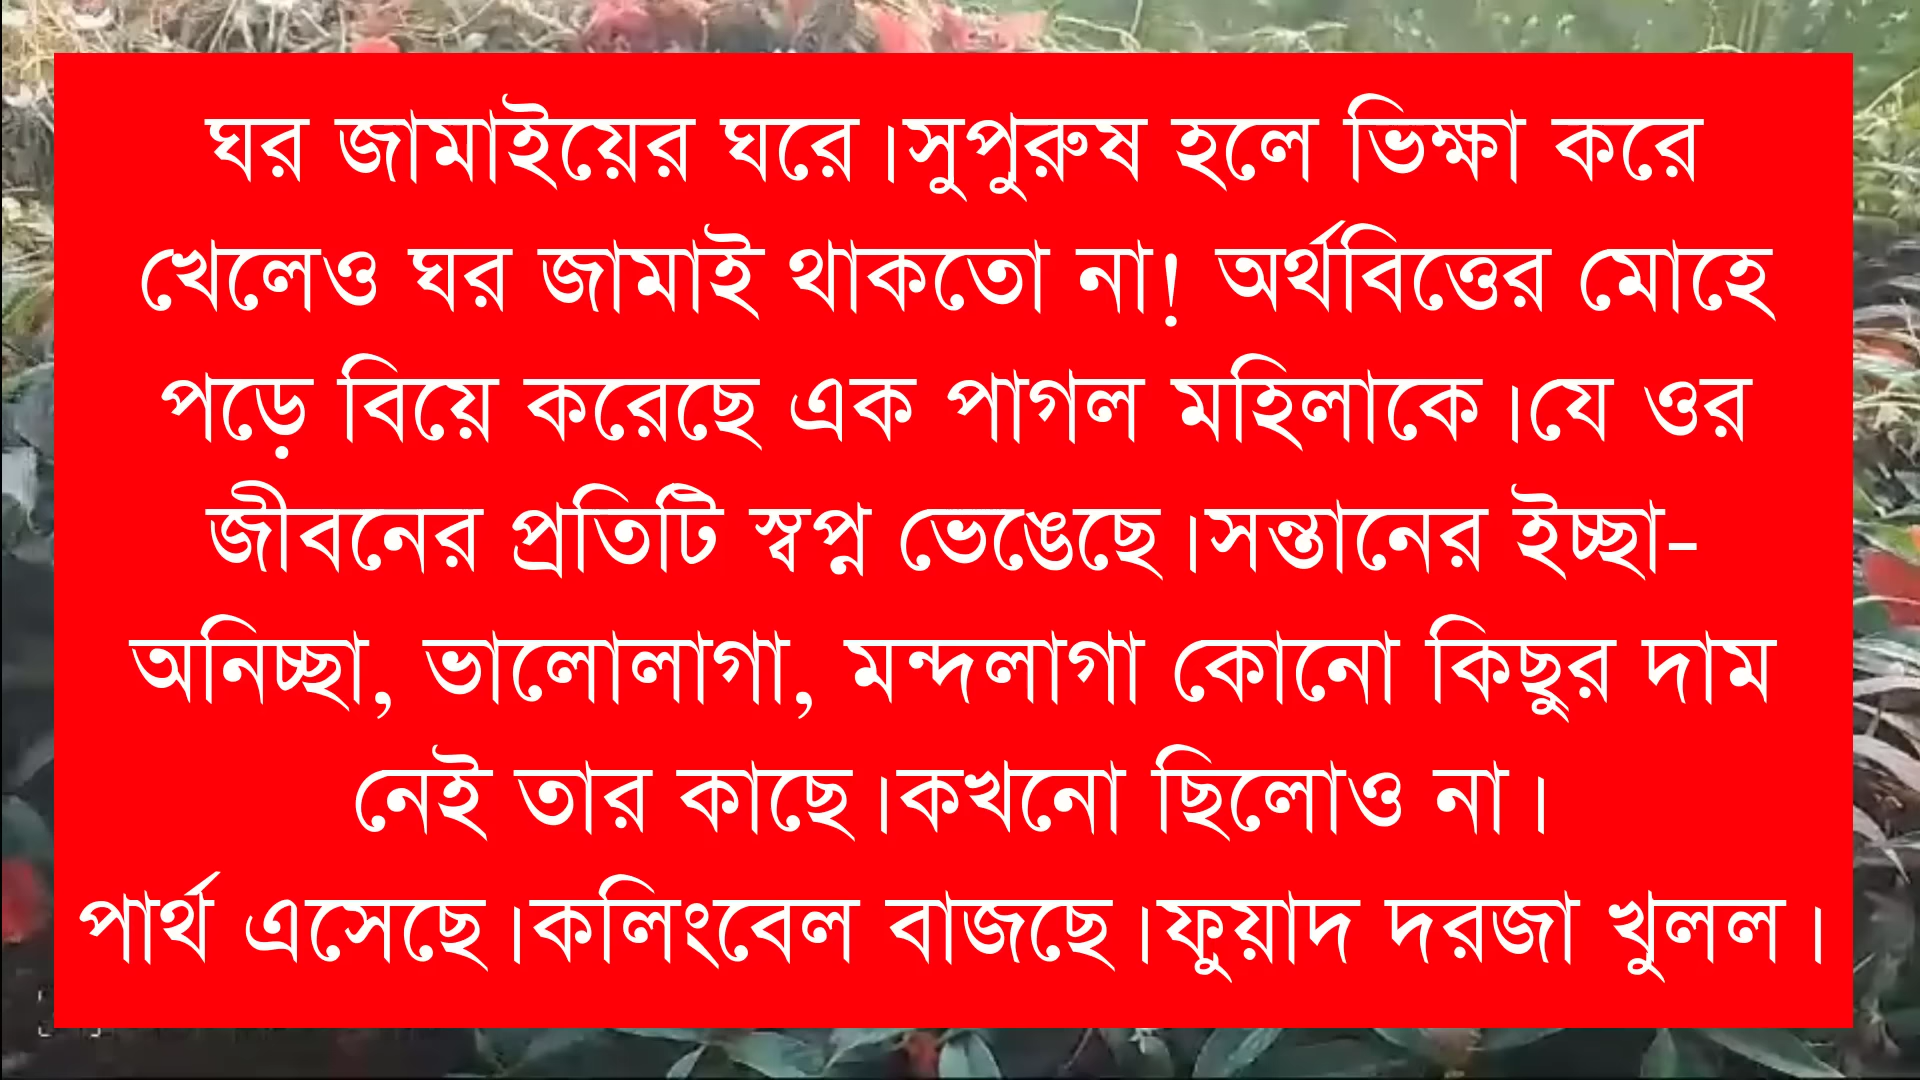 ঘর জামাইয়ের ঘরে।সুপুরুষ হলে ভিক্ষা করে
খেলেও ঘর জামাই থাকতো না! অর্থবিত্তের মোহে
পড়ে বিয়ে করেছে এক পাগল মহিলাকে।যে ওর
জীবনের প্রতিটি স্বপ্ন ভেঙেছে।সন্তানের ইচ্ছা-
অনিচ্ছা, ভালোলাগা, মন্দলাগা কোনো কিছুর দাম
নেই তার কাছে।কখনো ছিলোও না।
পার্থ এসেছে।কলিংবেল বাজছে।ফুয়াদ দরজা খুলল।